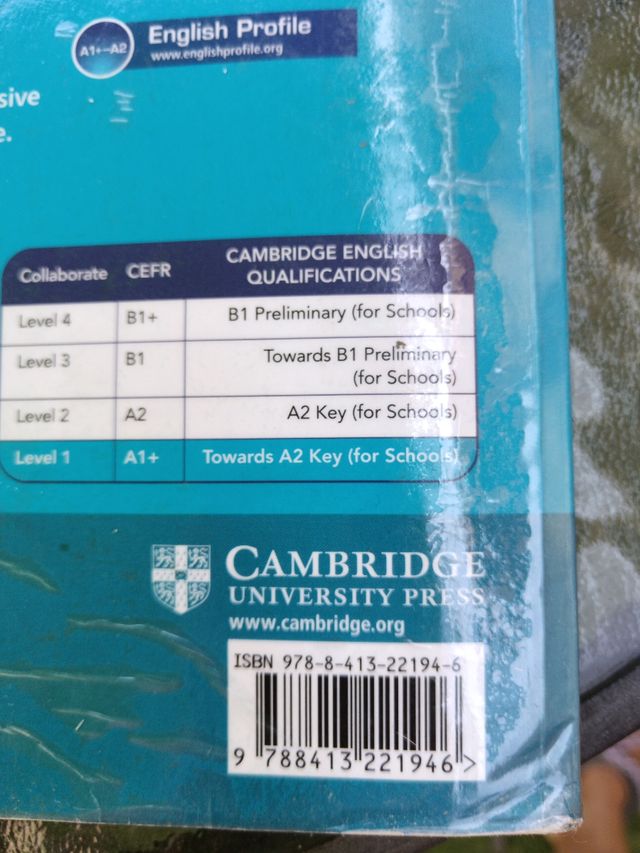 A1+–A2
English Profile
www.englishprofile.org
sive
e.
Collaborate CEFR CAMBRIDGE ENGLISH QUALIFICATIONS
Level 4 B1+ B1 Preliminary (for Schools)
Level 3 B1 Towards B1 Preliminary (for Schools)
Level 2 A2 A2 Key (for Schools)
Level 1 A1+ Towards A2 Key (for Schools)
CAMBRIDGE
UNIVERSITY PRESS
www.cambridge.org
ISBN 978-8-413-22194-6
9 788413 221946 >